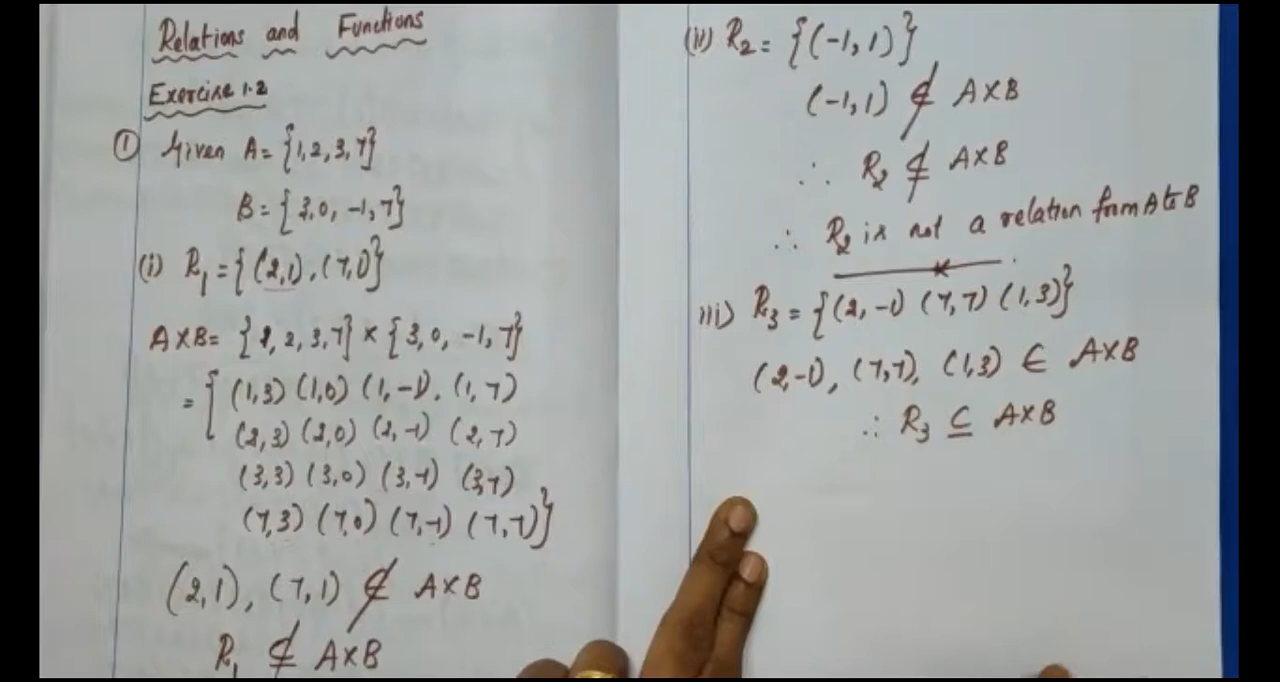 Relations and Functions
Exercise 1.2
① Given A = {1, 2, 3, 7}
B = {3, 0, -1, 7}
(i) R₁ = {(2,1), (7,1)}
A×B = {1, 2, 3, 7} × {3, 0, -1, 7}
= { (1,3) (1,0) (1,-1), (1,7)
(2,3) (2,0) (2,-1) (2,7)
(3,3) (3,0) (3,-1) (3,7)
(7,3) (7,0) (7,-1) (7,7)}
(2,1), (7,1) ∉ A×B
R₁ ⊄ A×B
(ii) R₂ = {(-1,1)}
(-1,1) ∉ A×B
∴ R₂ ⊄ A×B
∴ R₂ is not a relation from A to B
iii) R₃ = {(2,-1) (7,7) (1,3)}
(2,-1), (7,7), (1,3) ∈ A×B
∴ R₃ ⊆ A×B